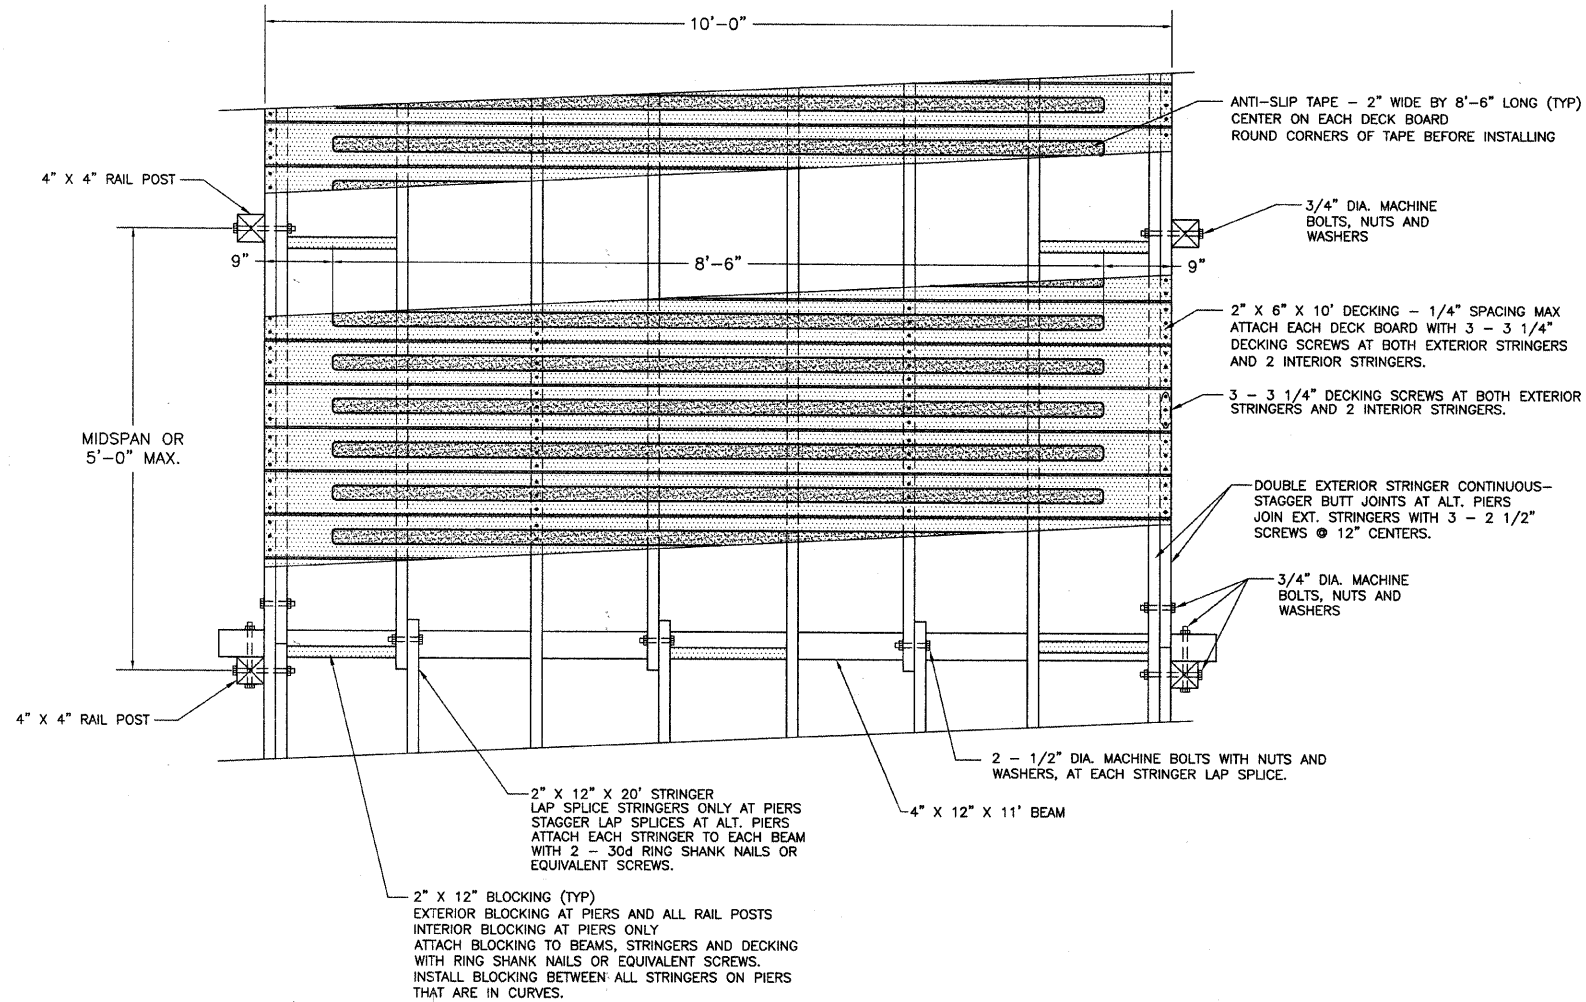 10'-0"
ANTI-SLIP TAPE - 2" WIDE BY 8'-6" LONG (TYP)
CENTER ON EACH DECK BOARD
ROUND CORNERS OF TAPE BEFORE INSTALLING
4" X 4" RAIL POST
3/4" DIA. MACHINE
BOLTS, NUTS AND
WASHERS
9"
8'-6"
9"
2" X 6" X 10' DECKING - 1/4" SPACING MAX
ATTACH EACH DECK BOARD WITH 3 - 3 1/4"
DECKING SCREWS AT BOTH EXTERIOR STRINGERS
AND 2 INTERIOR STRINGERS.
3 - 3 1/4" DECKING SCREWS AT BOTH EXTERIOR
STRINGERS AND 2 INTERIOR STRINGERS.
MIDSPAN OR
5'-0" MAX.
DOUBLE EXTERIOR STRINGER CONTINUOUS-
STAGGER BUTT JOINTS AT ALT. PIERS
JOIN EXT. STRINGERS WITH 3 - 2 1/2"
SCREWS @ 12" CENTERS.
3/4" DIA. MACHINE
BOLTS, NUTS AND
WASHERS
4" X 4" RAIL POST
2 - 1/2" DIA. MACHINE BOLTS WITH NUTS AND
WASHERS, AT EACH STRINGER LAP SPLICE.
4" X 12" X 11' BEAM
2" X 12" X 20' STRINGER
LAP SPLICE STRINGERS ONLY AT PIERS
STAGGER LAP SPLICES AT ALT. PIERS
ATTACH EACH STRINGER TO EACH BEAM
WITH 2 - 30d RING SHANK NAILS OR
EQUIVALENT SCREWS.
2" X 12" BLOCKING (TYP)
EXTERIOR BLOCKING AT PIERS AND ALL RAIL POSTS
INTERIOR BLOCKING AT PIERS ONLY
ATTACH BLOCKING TO BEAMS, STRINGERS AND DECKING
WITH RING SHANK NAILS OR EQUIVALENT SCREWS.
INSTALL BLOCKING BETWEEN ALL STRINGERS ON PIERS
THAT ARE IN CURVES.